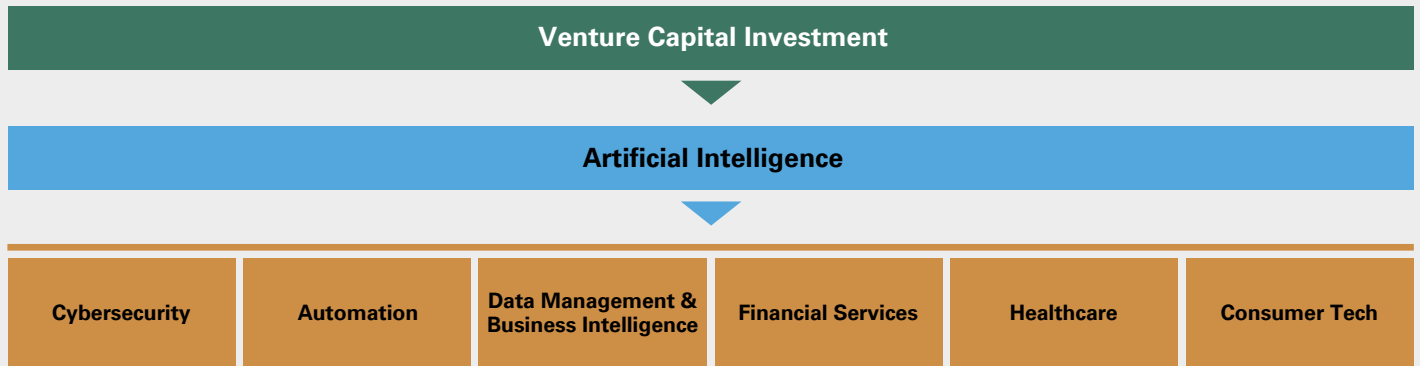 Venture Capital Investment
Artificial Intelligence
Cybersecurity
Automation
Data Management &
Business Intelligence
Financial Services
Healthcare
Consumer Tech